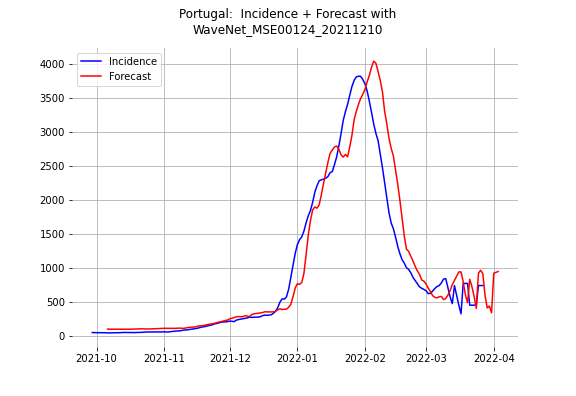 Portugal:  Incidence + Forecast with
WaveNet_MSE00124_20211210
Incidence
Forecast
4000
3500
3000
2500
2000
1500
1000
500
0
2021-10 2021-11 2021-12 2022-01 2022-02 2022-03 2022-04